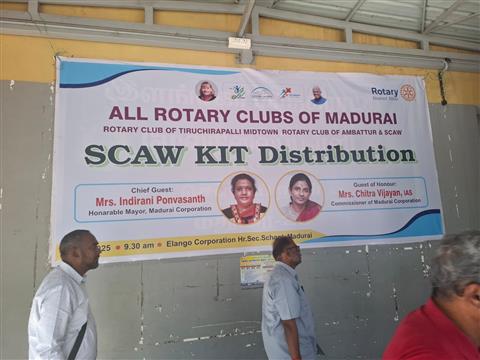 Rotary
ALL ROTARY CLUBS OF MADURAI
ROTARY CLUB OF TIRUCHIRAPALLI MIDTOWN ROTARY CLUB OF AMBATTUR & SCAW
SCAW KIT Distribution
Chief Guest:
Mrs. Indirani Ponvasanth
Honarable Mayor, Madurai Corporation
Guest of Honour:
Mrs. Chitra Vijayan, IAS
Commissioner of Madurai Corporation
2025 • 9.30 am • Elango Corporation Hr.Sec.School, Madurai